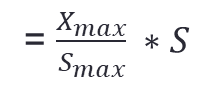 = X_max / S_max * S